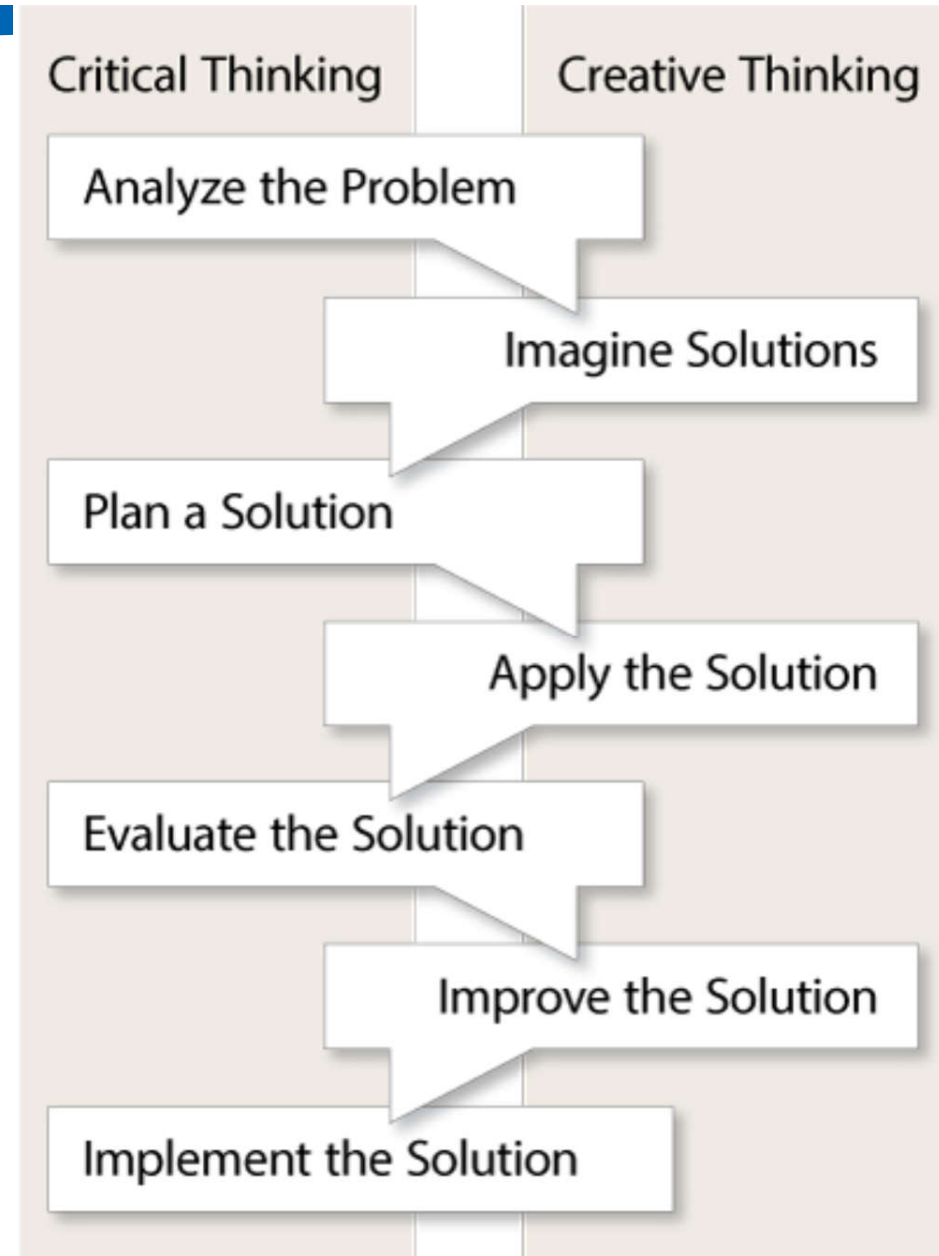 Critical Thinking
Creative Thinking
Analyze the Problem
Imagine Solutions
Plan a Solution
Apply the Solution
Evaluate the Solution
Improve the Solution
Implement the Solution